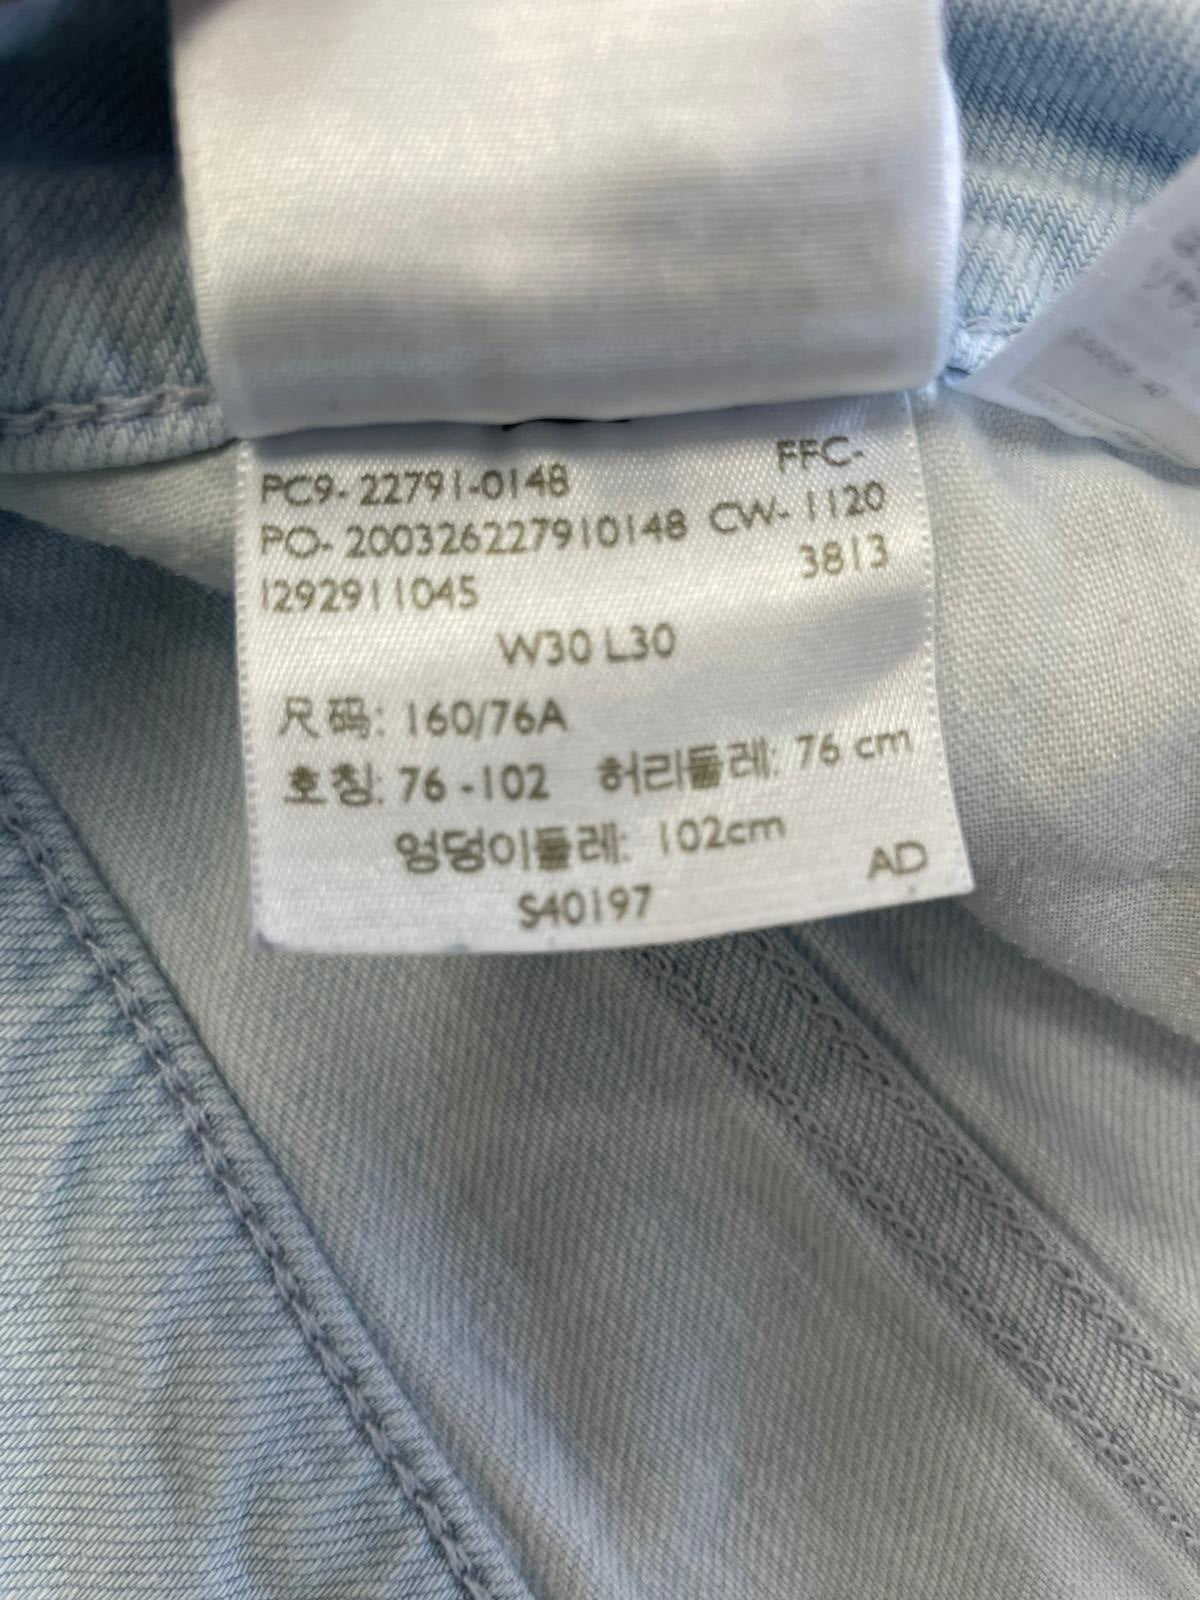 PC9-22791-0148 FFC-
PO-200326227910148 CW-1120
1292911045 3813
W30 L30
尺码: 160/76A
호칭: 76-102 허리둘레: 76 cm
엉덩이둘레: 102cm
AD
S40197